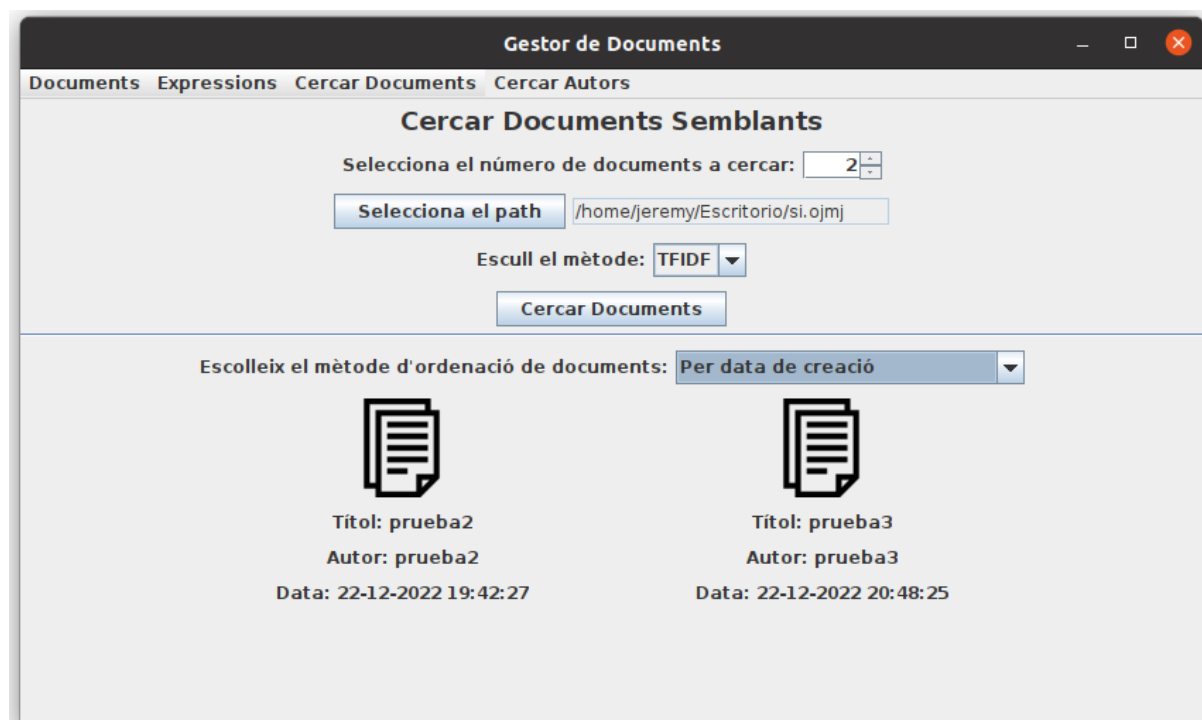 Gestor de Documents
Documents Expressions Cercar Documents Cercar Autors
Cercar Documents Semblants
Selecciona el número de documents a cercar: 2
Selecciona el path /home/jeremy/Escritorio/si.ojmj
Escull el mètode: TFIDF
Cercar Documents
Escolleix el mètode d'ordenació de documents: Per data de creació
Títol: prueba2 Títol: prueba3
Autor: prueba2 Autor: prueba3
Data: 22-12-2022 19:42:27 Data: 22-12-2022 20:48:25